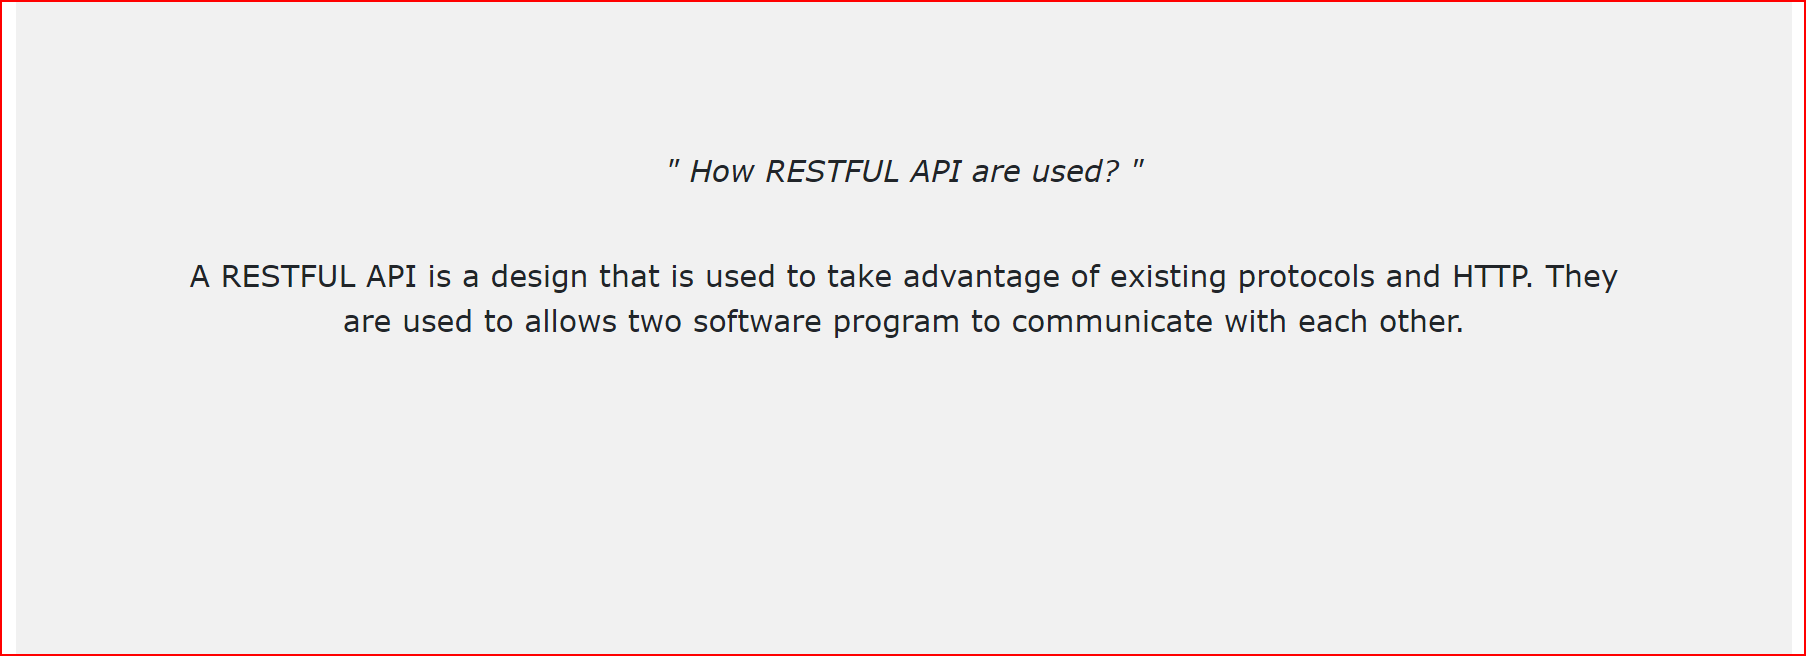 " How RESTFUL API are used? "
A RESTFUL API is a design that is used to take advantage of existing protocols and HTTP. They
are used to allows two software program to communicate with each other.